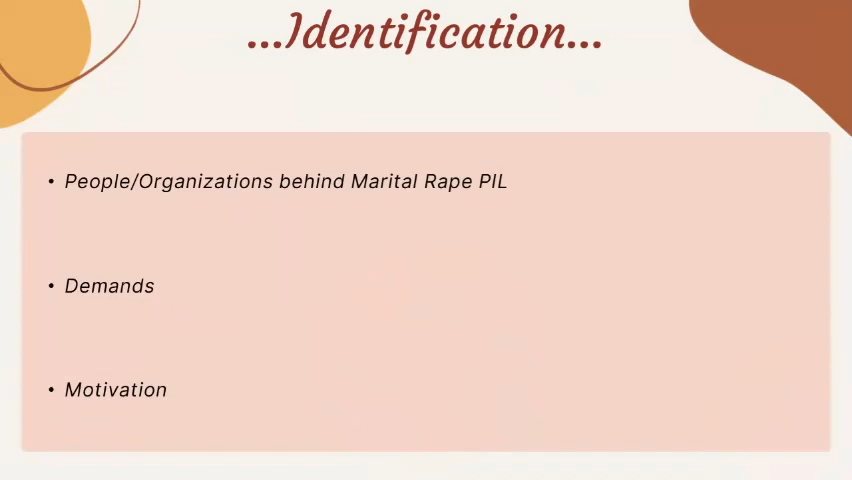 ...Identification...
• People/Organizations behind Marital Rape PIL
• Demands
• Motivation